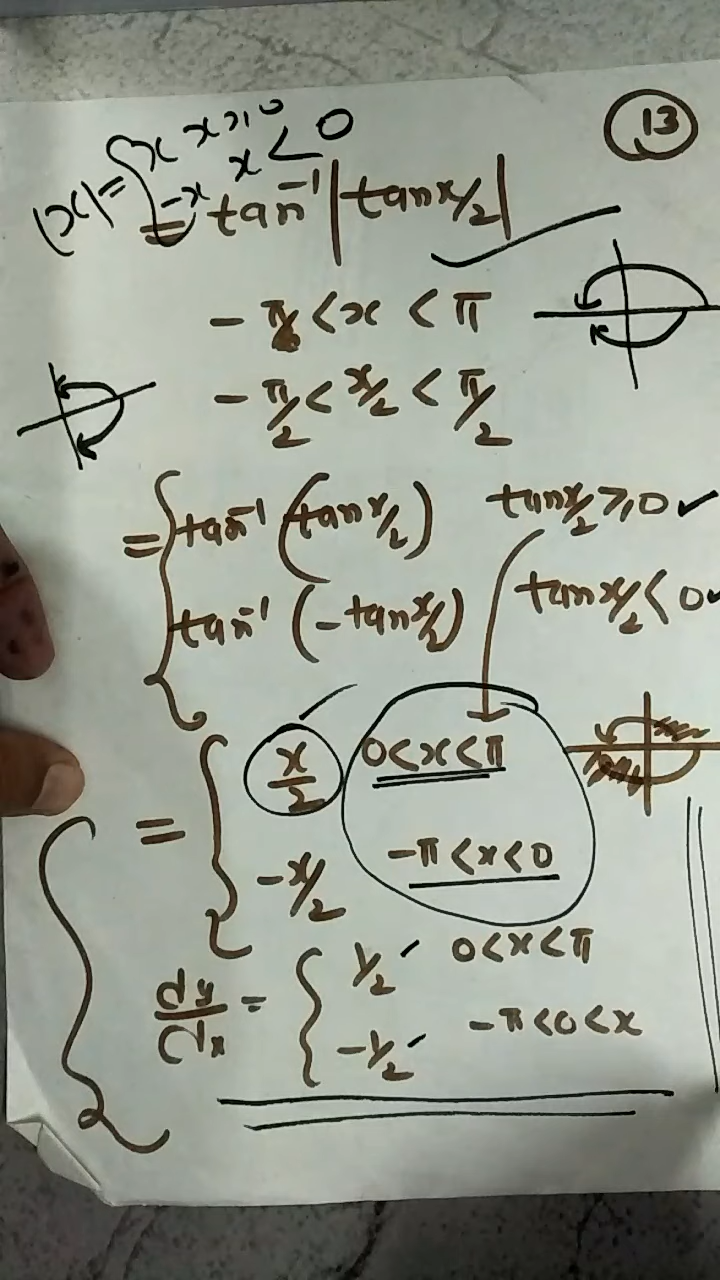 13
|x| = { x x ≥ 0
-x x < 0
= tan⁻¹ |tan x/2|
- π < x < π
- π/2 < x/2 < π/2
= { tan⁻¹ (tan x/2) tan x/2 ≥ 0 ✓
tan⁻¹ (-tan x/2) tan x/2 < 0 ✓
= { x/2 0 < x < π
-x/2 -π < x < 0
dy/dx = { 1/2 0 < x < π
-1/2 -π < 0 < x